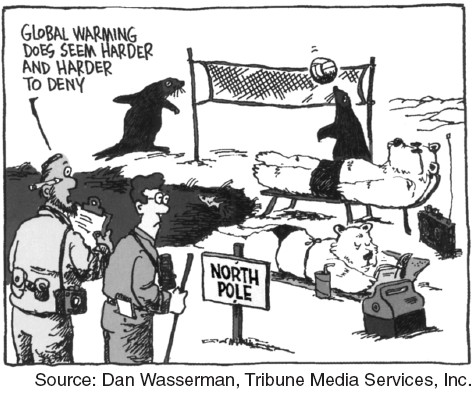 GLOBAL WARMING
DOES SEEM HARDER
AND HARDER
TO DENY
NORTH
POLE
Source: Dan Wasserman, Tribune Media Services, Inc.